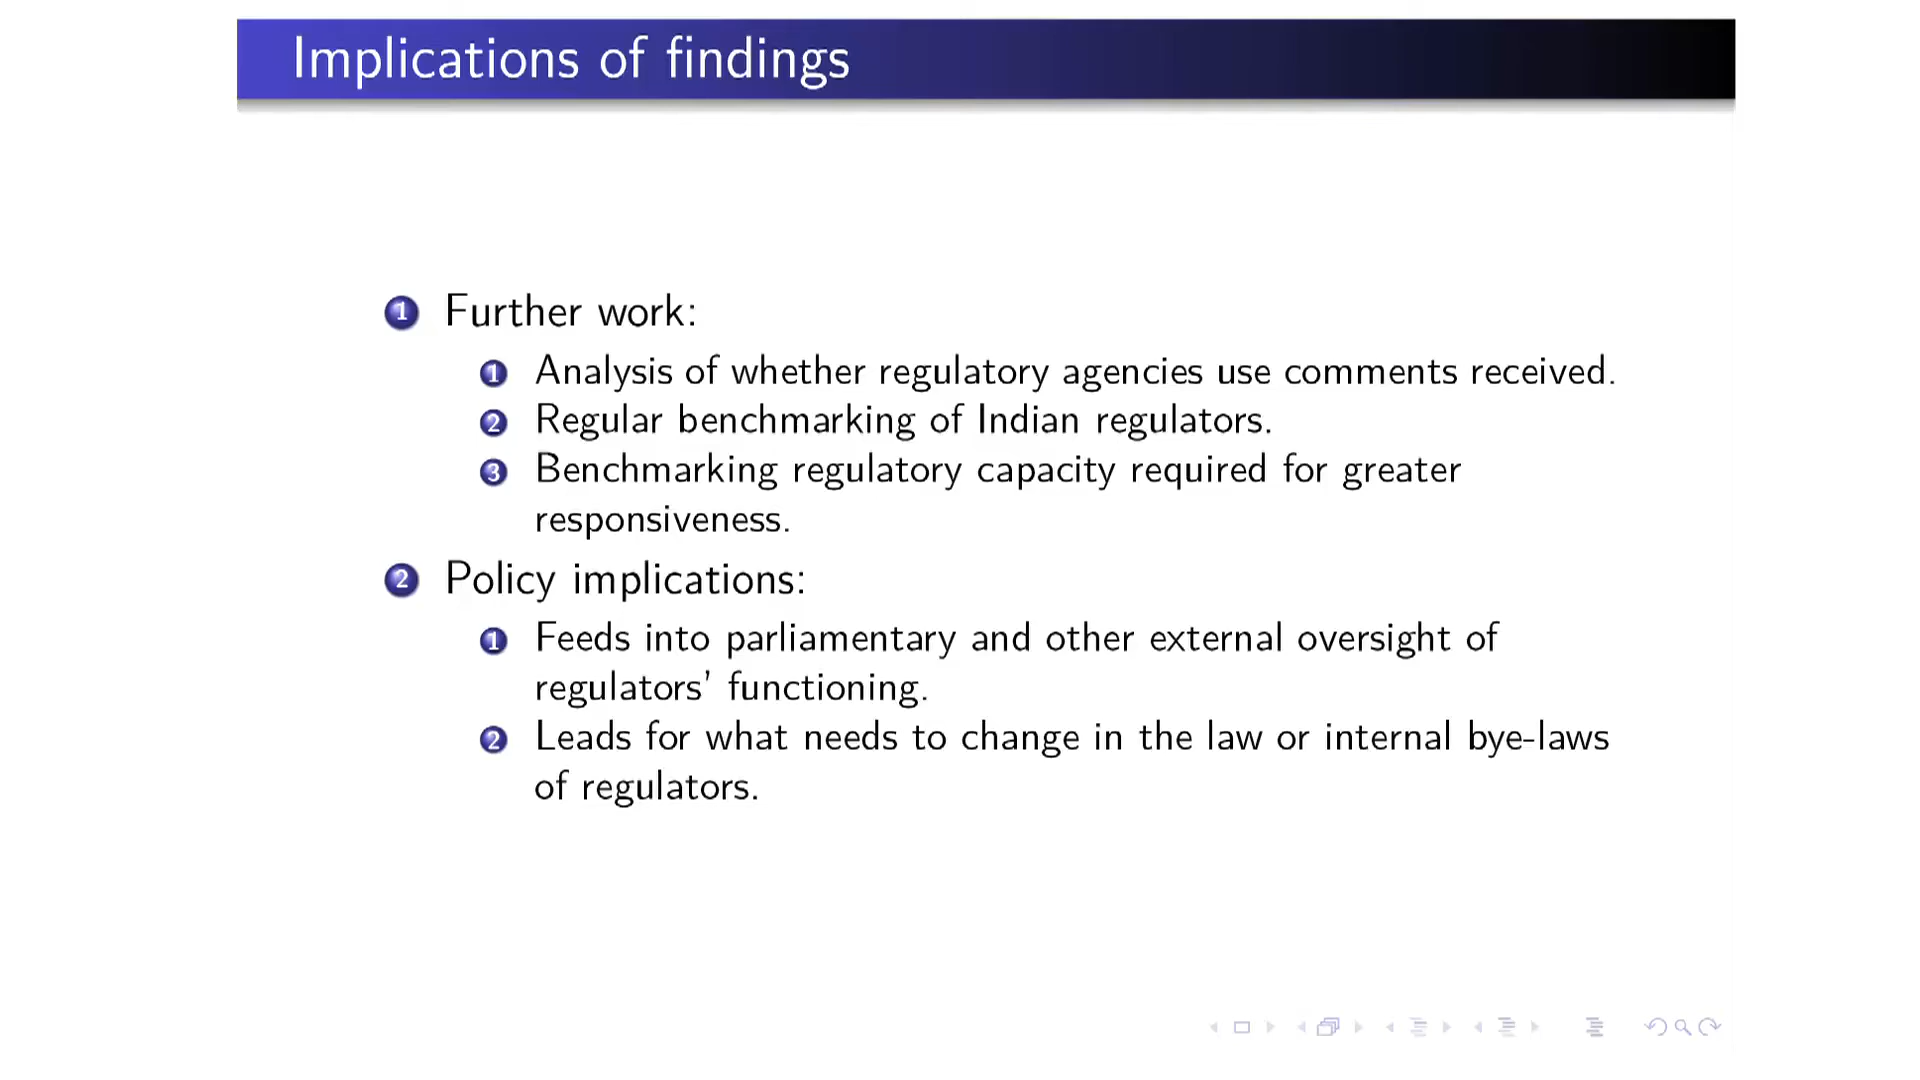 Implications of findings
1 Further work:
1 Analysis of whether regulatory agencies use comments received.
2 Regular benchmarking of Indian regulators.
3 Benchmarking regulatory capacity required for greater
responsiveness.
2 Policy implications:
1 Feeds into parliamentary and other external oversight of
regulators' functioning.
2 Leads for what needs to change in the law or internal bye-laws
of regulators.